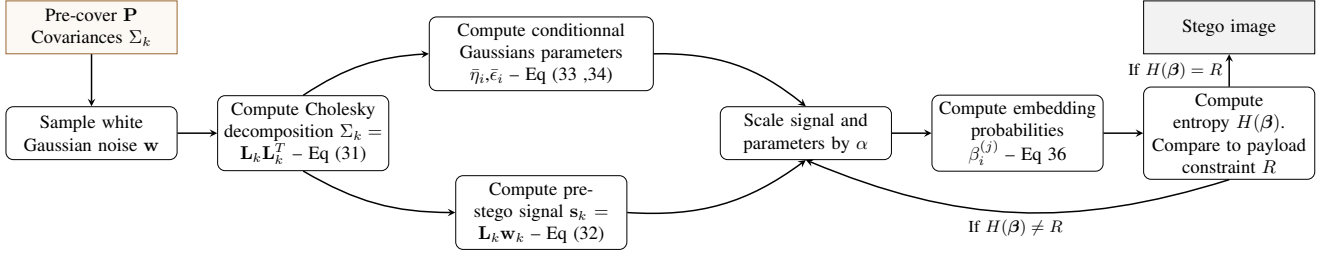 Pre-cover P
Covariances Σ_k
Sample white
Gaussian noise w
Compute Cholesky
decomposition Σ_k =
L_k L_k^T – Eq (31)
Compute conditionnal
Gaussians parameters
η̄_i,ϵ̄_i – Eq (33 ,34)
Compute pre-
stego signal s_k =
L_k w_k – Eq (32)
Scale signal and
parameters by α
Compute embedding
probabilities
β_i^(j) – Eq 36
Compute
entropy H(β).
Compare to payload
constraint R
If H(β) = R
Stego image
If H(β) ≠ R